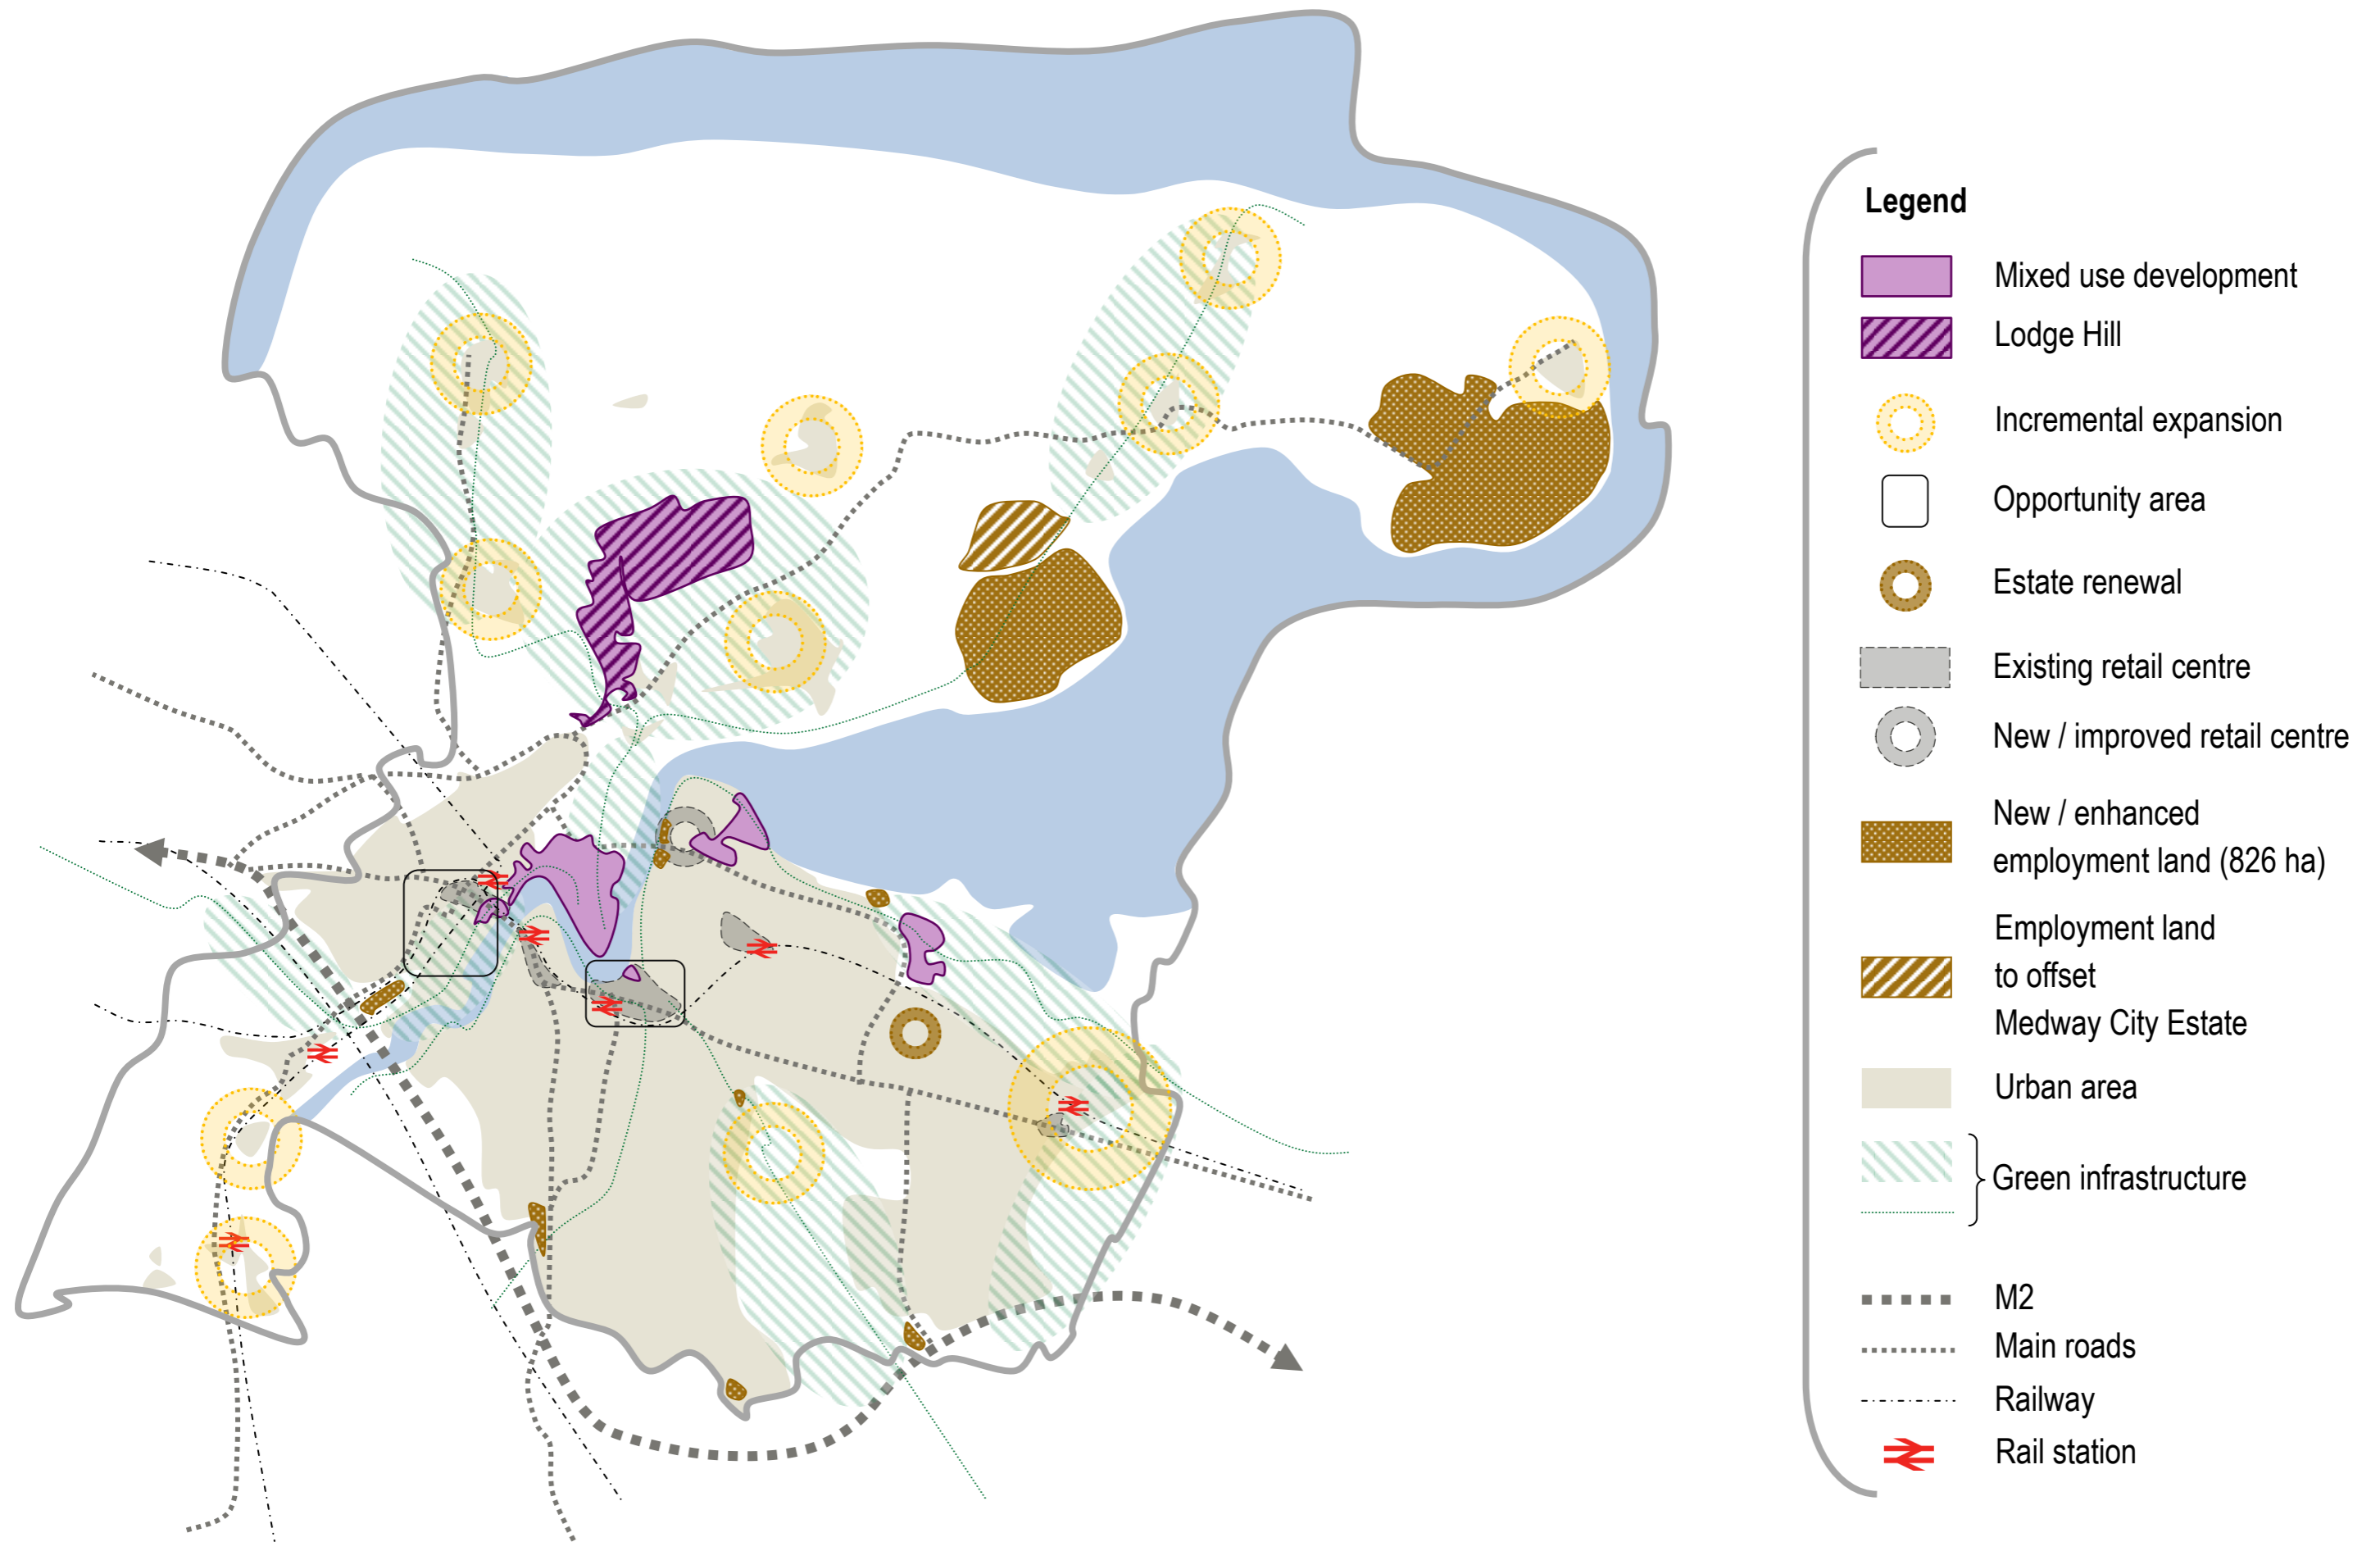 Legend
Mixed use development
Lodge Hill
Incremental expansion
Opportunity area
Estate renewal
Existing retail centre
New / improved retail centre
New / enhanced
employment land (826 ha)
Employment land
to offset
Medway City Estate
Urban area
Green infrastructure
M2
Main roads
Railway
Rail station